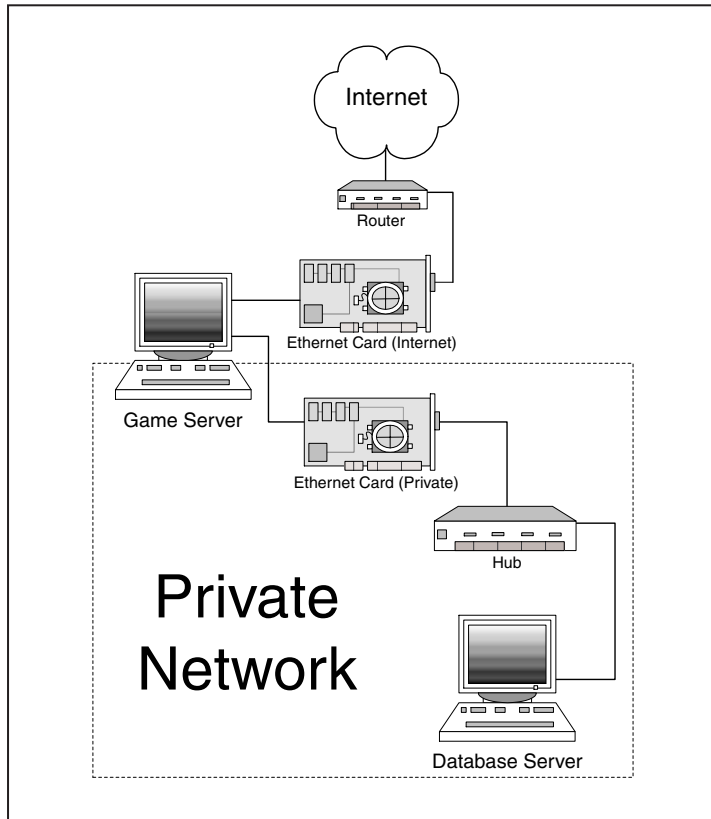 Internet
Router
Ethernet Card (Internet)
Game Server
Ethernet Card (Private)
Hub
Private
Network
Database Server